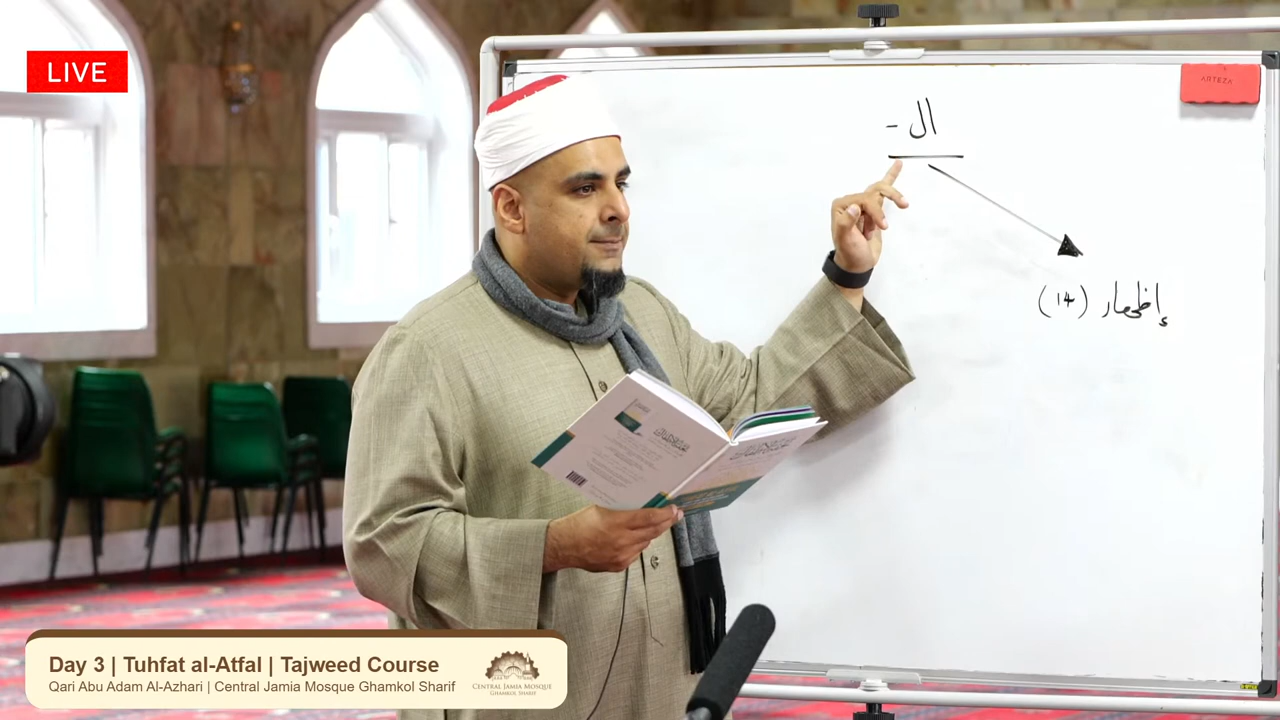 LIVE
ARTEZA
ال -
إظهار (١٤)
Day 3 | Tuhfat al-Atfal | Tajweed Course
Qari Abu Adam Al-Azhari | Central Jamia Mosque Ghamkol Sharif
CENTRAL JAMIA MOSQUE
GHAMKOL SHARIF